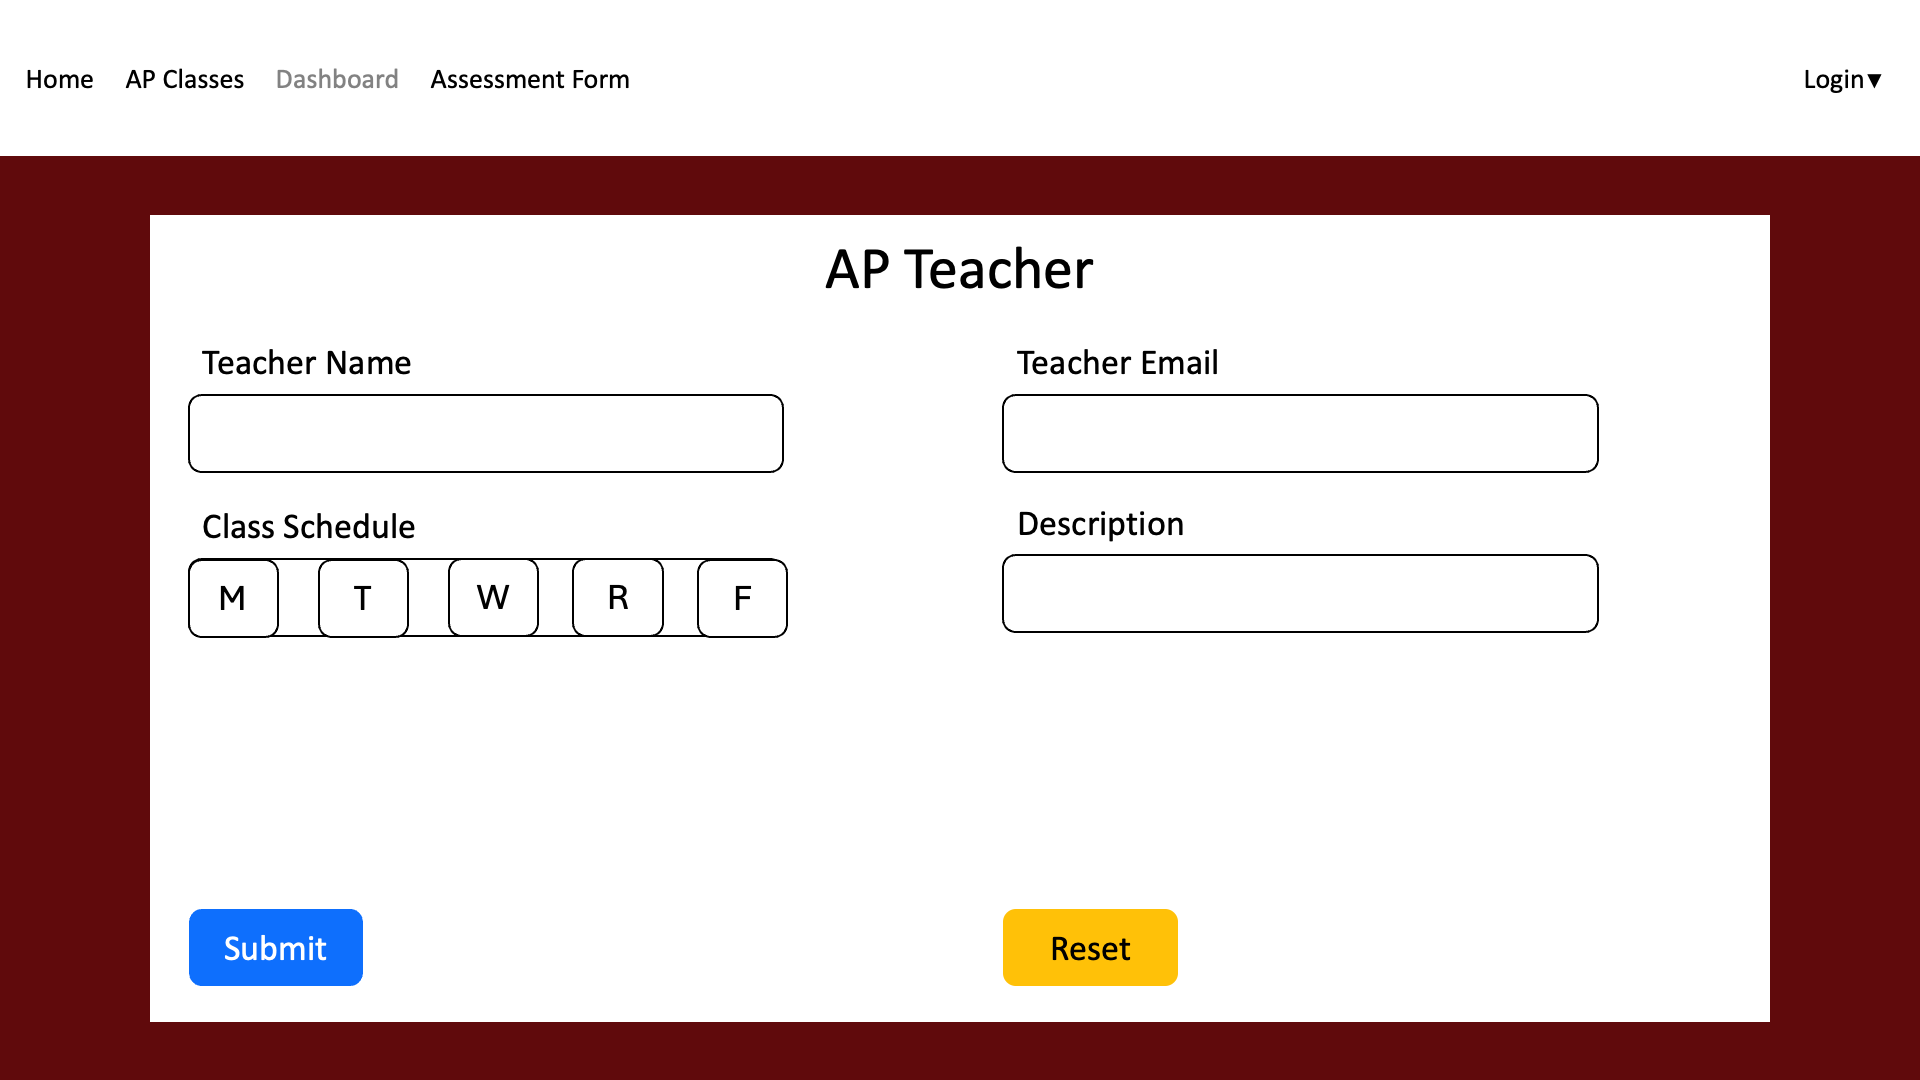 Home AP Classes Dashboard Assessment Form Login▼
AP Teacher
Teacher Name Teacher Email
Class Schedule Description
M T W R F
Submit Reset